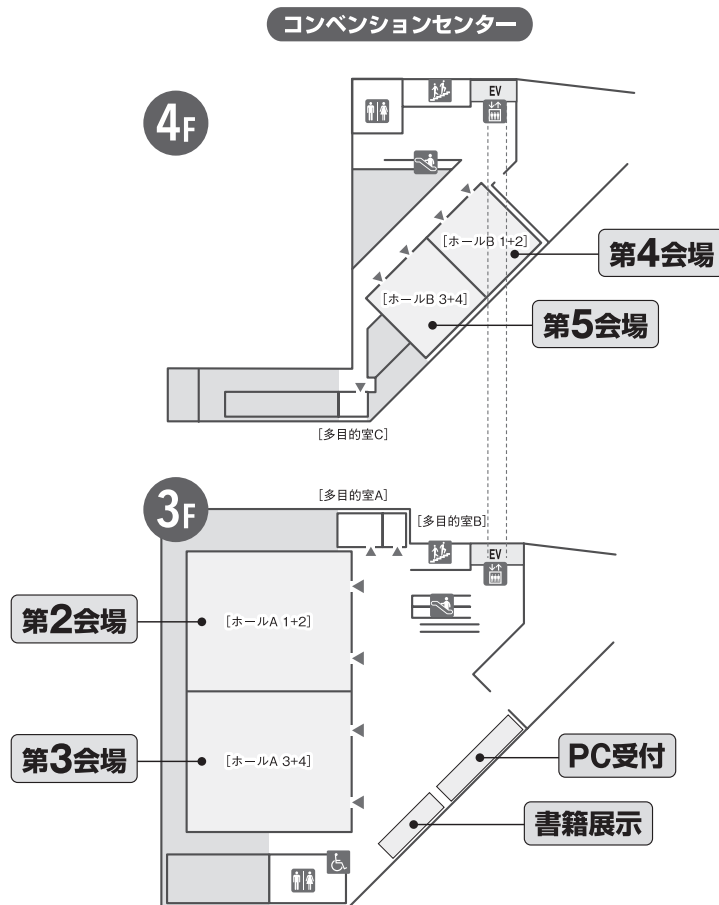 コンベンションセンター
4F
EV
[ホールB 1+2]
第4会場
[ホールB 3+4]
第5会場
[多目的室C]
3F
[多目的室A]
[多目的室B]
EV
第2会場
[ホールA 1+2]
第3会場
[ホールA 3+4]
PC受付
書籍展示